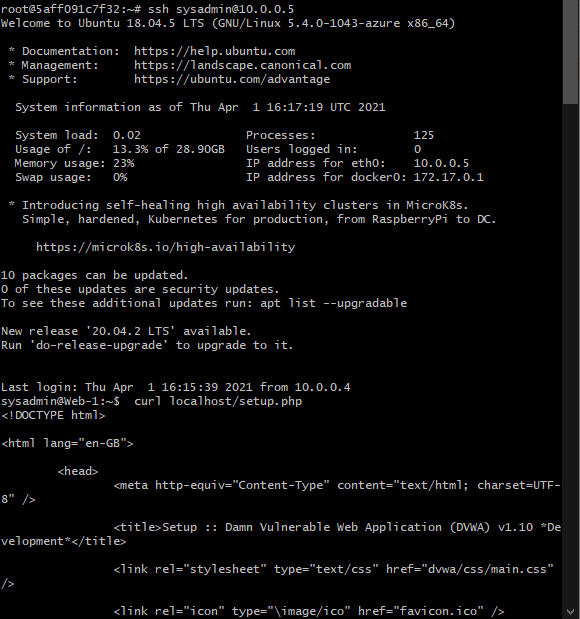 root@5aff091c7f32:~# ssh sysadmin@10.0.0.5
Welcome to Ubuntu 18.04.5 LTS (GNU/Linux 5.4.0-1043-azure x86_64)
* Documentation:  https://help.ubuntu.com
* Management:     https://landscape.canonical.com
* Support:        https://ubuntu.com/advantage
System information as of Thu Apr  1 16:17:19 UTC 2021
System load:  0.02               Processes:              125
Usage of /:   13.3% of 28.90GB   Users logged in:        0
Memory usage: 23%                IP address for eth0:    10.0.0.5
Swap usage:   0%                 IP address for docker0: 172.17.0.1
* Introducing self-healing high availability clusters in MicroK8s.
Simple, hardened, Kubernetes for production, from RaspberryPi to DC.
https://microk8s.io/high-availability
10 packages can be updated.
0 of these updates are security updates.
To see these additional updates run: apt list --upgradable
New release '20.04.2 LTS' available.
Run 'do-release-upgrade' to upgrade to it.
Last login: Thu Apr  1 16:15:39 2021 from 10.0.0.4
sysadmin@Web-1:~$  curl localhost/setup.php
<!DOCTYPE html>
<html lang="en-GB">
<head>
<meta http-equiv="Content-Type" content="text/html; charset=UTF-
8" />
<title>Setup :: Damn Vulnerable Web Application (DVWA) v1.10 *De
velopment*</title>
<link rel="stylesheet" type="text/css" href="dvwa/css/main.css"
/>
<link rel="icon" type="\image/ico" href="favicon.ico" />